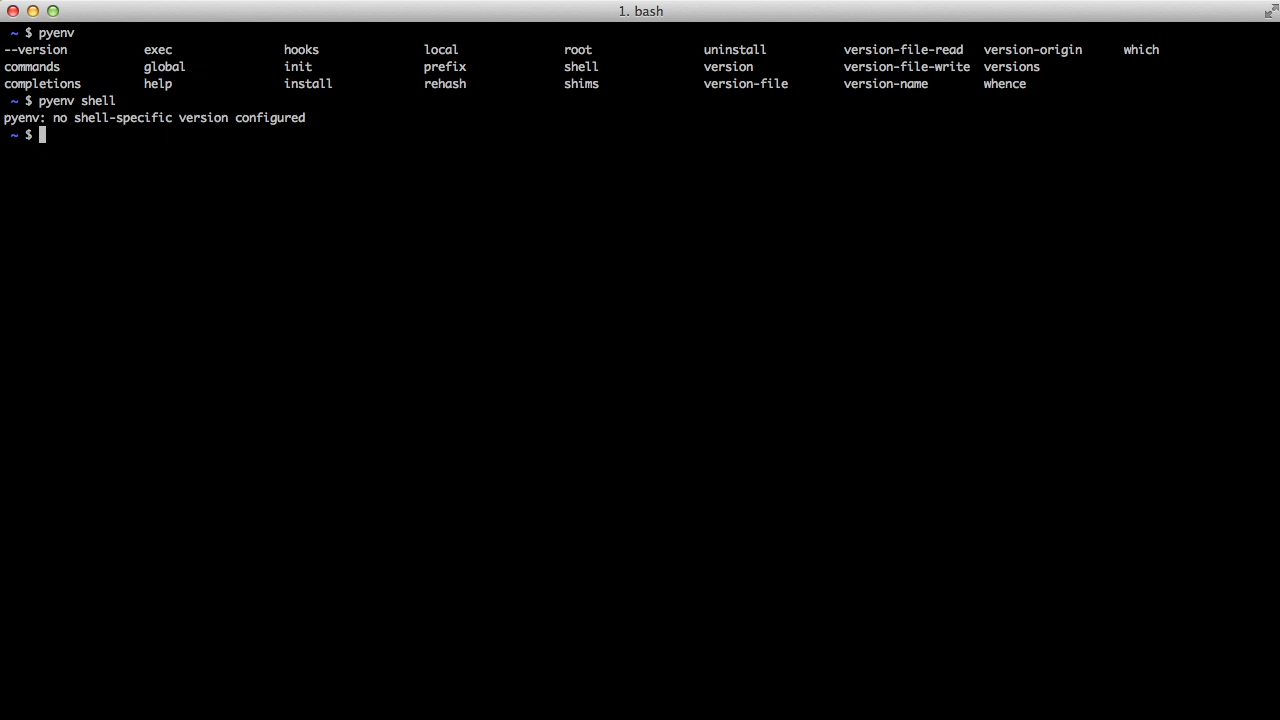 1. bash
~ $ pyenv
--version exec hooks local root uninstall version-file-read version-origin which
commands global init prefix shell version version-file-write versions
completions help install rehash shims version-file version-name whence
~ $ pyenv shell
pyenv: no shell-specific version configured
~ $